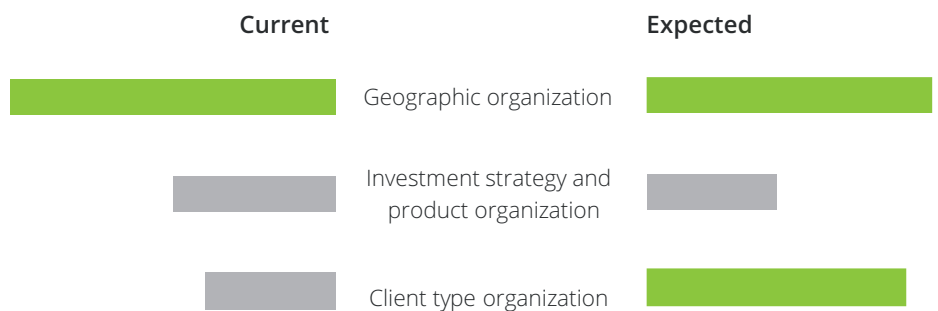 Current
Expected
Geographic organization
Investment strategy and
product organization
Client type organization